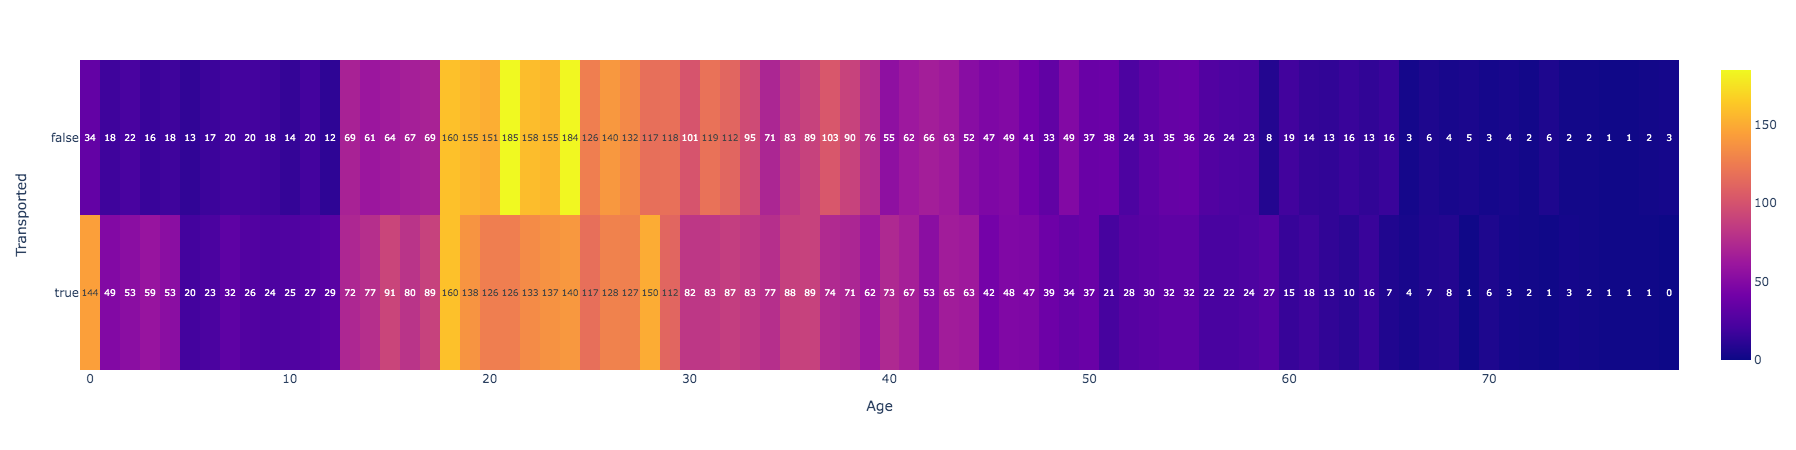 false 34 18 22 16 18 13 17 20 20 18 14 20 12 69 61 64 67 69 160 155 151 185 158 155 184 126 140 132 117 118 101 119 112 95 71 83 89 103 90 76 55 62 66 63 52 47 49 41 33 49 37 38 24 31 35 36 26 24 23 8 19 14 13 16 13 16 3 6 4 5 3 4 2 6 2 2 1 1 2 3
true 144 49 53 59 53 20 23 32 26 24 25 27 29 72 77 91 80 89 160 138 126 126 133 137 140 117 128 127 150 112 82 83 87 83 77 88 89 74 71 62 73 67 53 65 63 42 48 47 39 34 37 21 28 30 32 32 22 22 24 27 15 18 13 10 16 7 4 7 8 1 6 3 2 1 3 2 1 1 1 0
0 10 20 30 40 50 60 70
Age
Transported
150
100
50
0